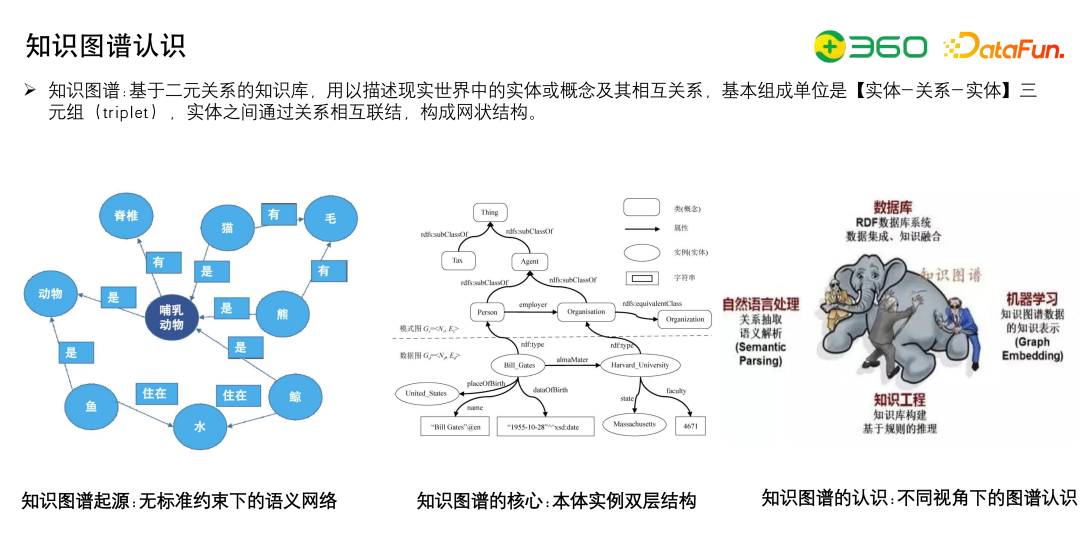 知识图谱认识
360 DataFun.
➢ 知识图谱：基于二元关系的知识库，用以描述现实世界中的实体或概念及其相互关系，基本组成单位是【实体-关系-实体】三
元组（triplet），实体之间通过关系相互联结，构成网状结构。
脊椎
猫
有
毛
有
是
有
动物
是
哺乳
动物
是
熊
是
是
鱼
住在
住在
鲸
水
Thing
rdfs:subClassOf
rdfs:subClassOf
Tax
Agent
rdfs:subClassOf
rdfs:subClassOf
Person
employer
Organisation
rdfs:equivalentClass
Organization
类(概念)
属性
实例(实体)
字符串
rdf:type
rdf:type
Bill_Gates
almaMater
Harvard_University
United_States
placeOfBirth
dataOfBirth
name
state
faculty
"Bill Gates"@en
"1955-10-28"^^xsd:date
Massachusetts
4671
数据库
RDF数据库系统
数据集成、知识融合
知识图谱
自然语言处理
关系抽取
语义解析
(Semantic
Parsing)
机器学习
知识图谱数据
的知识表示
(Graph
Embedding)
知识工程
知识库构建
基于规则的推理
知识图谱起源：无标准约束下的语义网络
知识图谱的核心：本体实例双层结构
知识图谱的认识：不同视角下的图谱认识